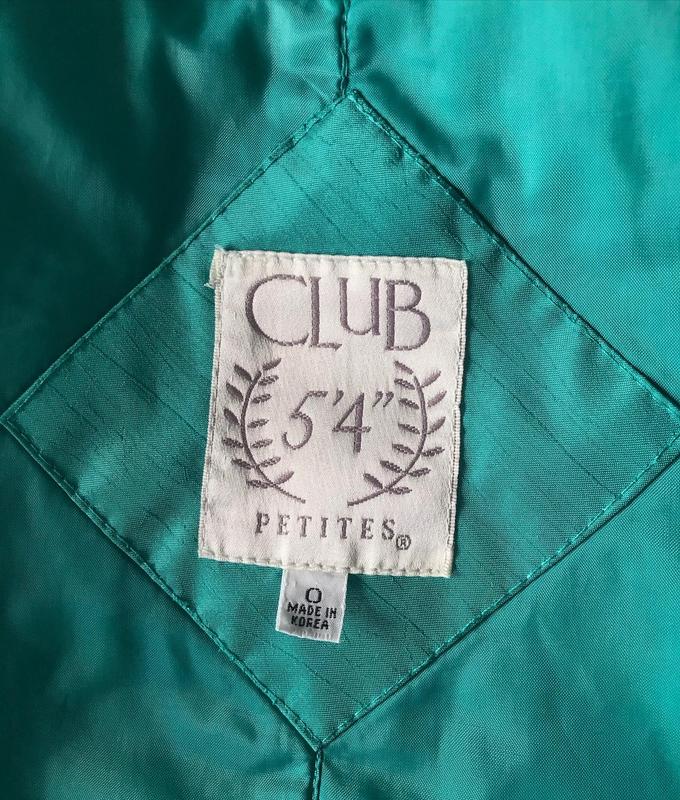 CLUB
5'4"
PETITES®
0
MADE IN
KOREA